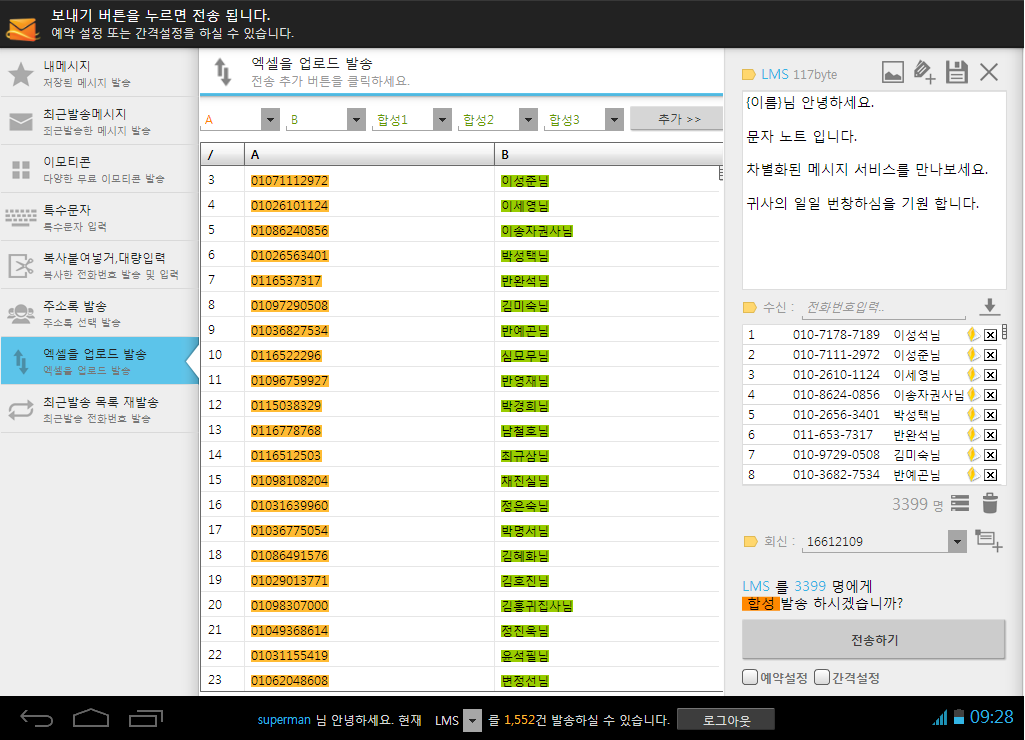 보내기 버튼을 누르면 전송 됩니다.
예약 설정 또는 간격설정을 하실 수 있습니다.
내메시지
저장된 메시지 발송
최근발송메시지
최근발송한 메시지 발송
이모티콘
다양한 무료 이모티콘 발송
특수문자
특수문자 입력
복사붙여넣거,대량입력
복사한 전화번호 발송 및 입력
주소록 발송
주소록 선택 발송
엑셀을 업로드 발송
엑셀을 업로드 발송
최근발송 목록 재발송
최근발송 전화번호 발송
엑셀을 업로드 발송
전송 추가 버튼을 클릭하세요.
A B 합성1 합성2 합성3 추가 >>
/ A B
3 01071112972 이성준님
4 01026101124 이세영님
5 01086240856 이송자권사님
6 01026563401 박성택님
7 0116537317 반완석님
8 01097290508 김미숙님
9 01036827534 반예곤님
10 0116522296 심모무님
11 01096759927 반영재님
12 0115038329 박경희님
13 0116778768 남철호님
14 0116512503 최규삼님
15 01098108204 채진실님
16 01031639960 정은숙님
17 01036775054 박명서님
18 01086491576 김혜화님
19 01029013771 김호진님
20 01098307000 김홍귀집사님
21 01049368614 정진욱님
22 01031155419 윤석필님
23 01062048608 변정선님
LMS 117byte
{이름}님 안녕하세요.
문자 노트 입니다.
차별화된 메시지 서비스를 만나보세요.
귀사의 일일 번창하심을 기원 합니다.
수신 : 전화번호입력..
1 010-7178-7189 이성석님
2 010-7111-2972 이성준님
3 010-2610-1124 이세영님
4 010-8624-0856 이송자권사님
5 010-2656-3401 박성택님
6 011-653-7317 반완석님
7 010-9729-0508 김미숙님
8 010-3682-7534 반예곤님
3399 명
회신 : 16612109
LMS 를 3399 명에게
합성 발송 하시겠습니까?
전송하기
예약설정 간격설정
superman 님 안녕하세요. 현재 LMS 를 1,552건 발송하실 수 있습니다. 로그아웃
09:28